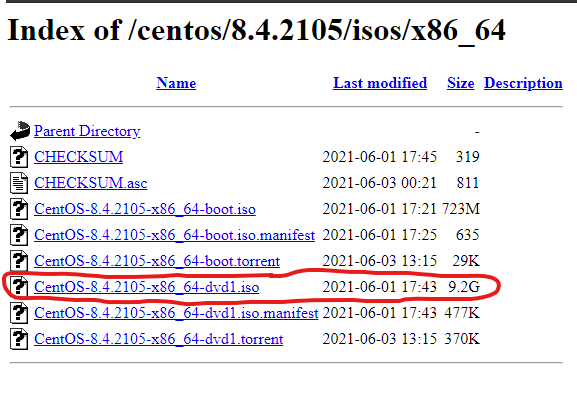 Index of /centos/8.4.2105/isos/x86_64
Name Last modified Size Description
Parent Directory -
CHECKSUM 2021-06-01 17:45 319
CHECKSUM.asc 2021-06-03 00:21 811
CentOS-8.4.2105-x86_64-boot.iso 2021-06-01 17:21 723M
CentOS-8.4.2105-x86_64-boot.iso.manifest 2021-06-01 17:25 635
CentOS-8.4.2105-x86_64-boot.torrent 2021-06-03 13:15 29K
CentOS-8.4.2105-x86_64-dvd1.iso 2021-06-01 17:43 9.2G
CentOS-8.4.2105-x86_64-dvd1.iso.manifest 2021-06-01 17:43 477K
CentOS-8.4.2105-x86_64-dvd1.torrent 2021-06-03 13:15 370K